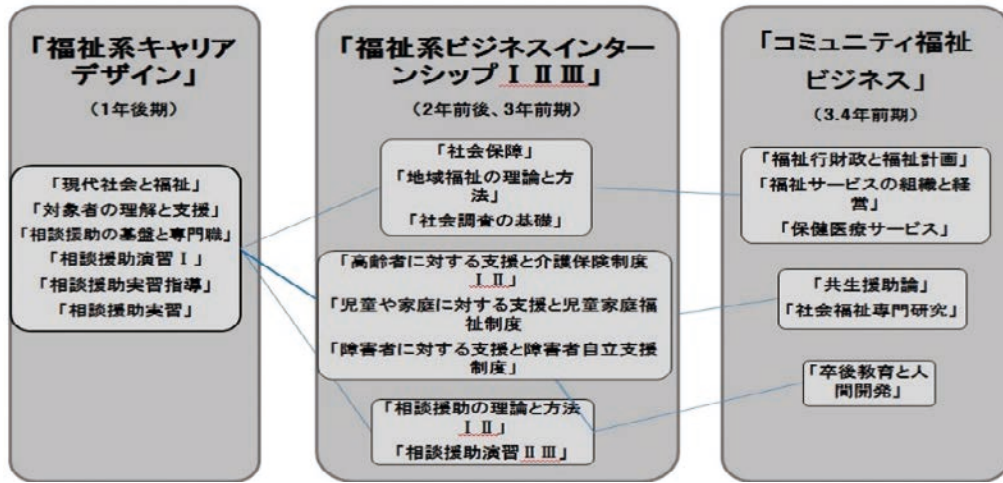 「福祉系キャリア
デザイン」
（1年後期）
「現代社会と福祉」
「対象者の理解と支援」
「相談援助の基盤と専門職」
「相談援助演習Ⅰ」
「相談援助実習指導」
「相談援助実習」
「福祉系ビジネスインター
ンシップⅠⅡⅢ」
（2年前後、3年前期）
「社会保障」
「地域福祉の理論と方
法」
「社会調査の基礎」
「高齢者に対する支援と介護保険制度
ⅠⅡ」
「児童や家庭に対する支援と児童家庭福
祉制度
「障害者に対する支援と障害者自立支援
制度」
「相談援助の理論と方法
ⅠⅡ」
「相談援助演習ⅡⅢ」
「コミュニティ福祉
ビジネス」
（3.4年前期）
「福祉行財政と福祉計画」
「福祉サービスの組織と経
営」
「保健医療サービス」
「共生援助論」
「社会福祉専門研究」
「卒後教育と人
間開発」